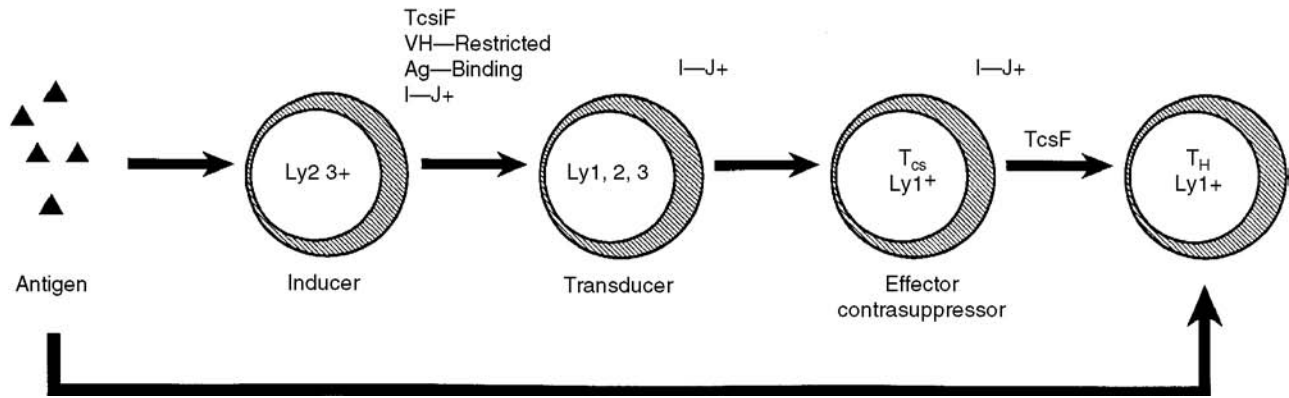 TcsiF
VH—Restricted
Ag—Binding
I—J+
I—J+
I—J+
Ly2 3+
Ly1, 2, 3
Tcs
Ly1+
TcsF
TH
Ly1+
Antigen
Inducer
Transducer
Effector
contrasuppressor